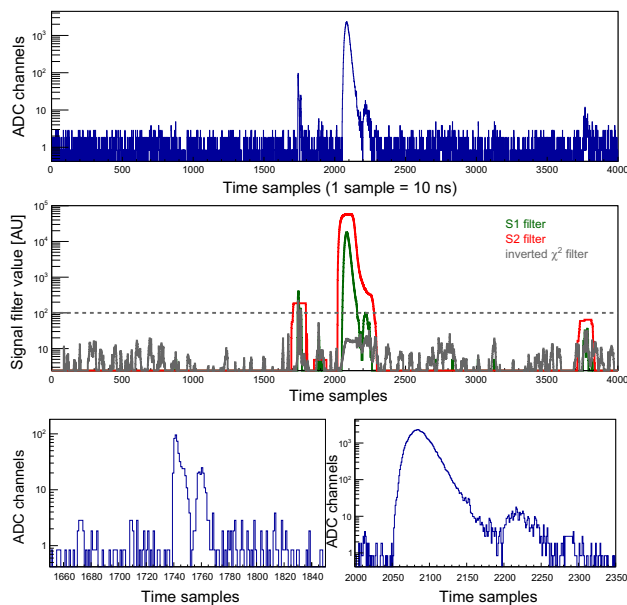 ADC channels
10³
10²
10
1
0 500 1000 1500 2000 2500 3000 3500 4000
Time samples (1 sample = 10 ns)
Signal filter value [AU]
10⁵
10⁴
10³
10²
10
S1 filter
S2 filter
inverted χ² filter
0 500 1000 1500 2000 2500 3000 3500 4000
Time samples
ADC channels
10²
10
1
1660 1680 1700 1720 1740 1760 1780 1800 1820 1840
Time samples
ADC channels
10³
10²
10
1
2000 2050 2100 2150 2200 2250 2300 2350
Time samples